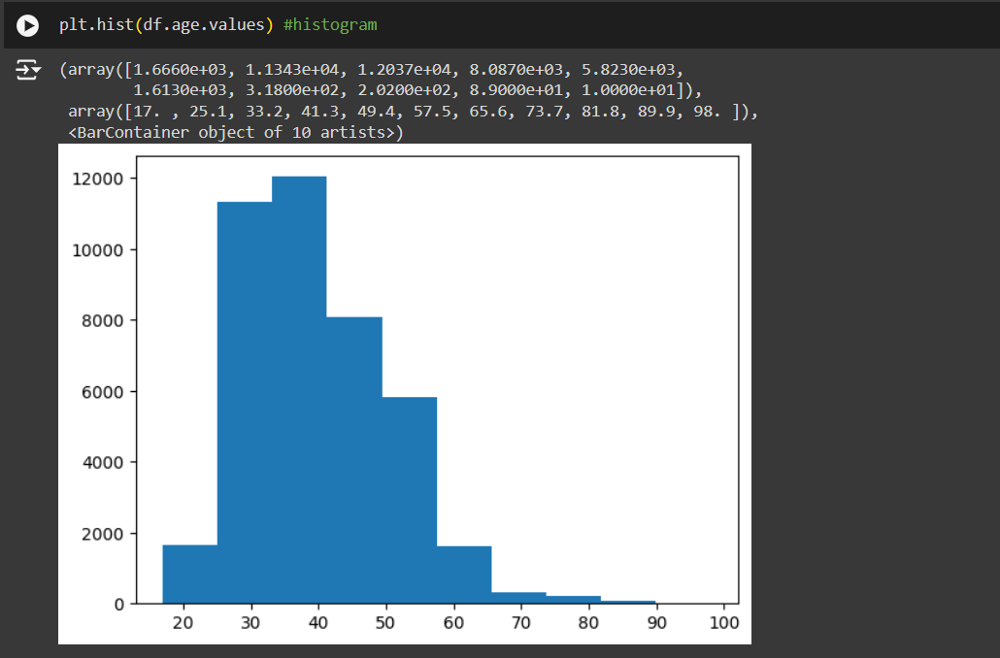 plt.hist(df.age.values) #histogram
(array([1.6660e+03, 1.1343e+04, 1.2037e+04, 8.0870e+03, 5.8230e+03,
1.6130e+03, 3.1800e+02, 2.0200e+02, 8.9000e+01, 1.0000e+01]),
array([17. , 25.1, 33.2, 41.3, 49.4, 57.5, 65.6, 73.7, 81.8, 89.9, 98. ]),
<BarContainer object of 10 artists>)
12000
10000
8000
6000
4000
2000
0
20 30 40 50 60 70 80 90 100